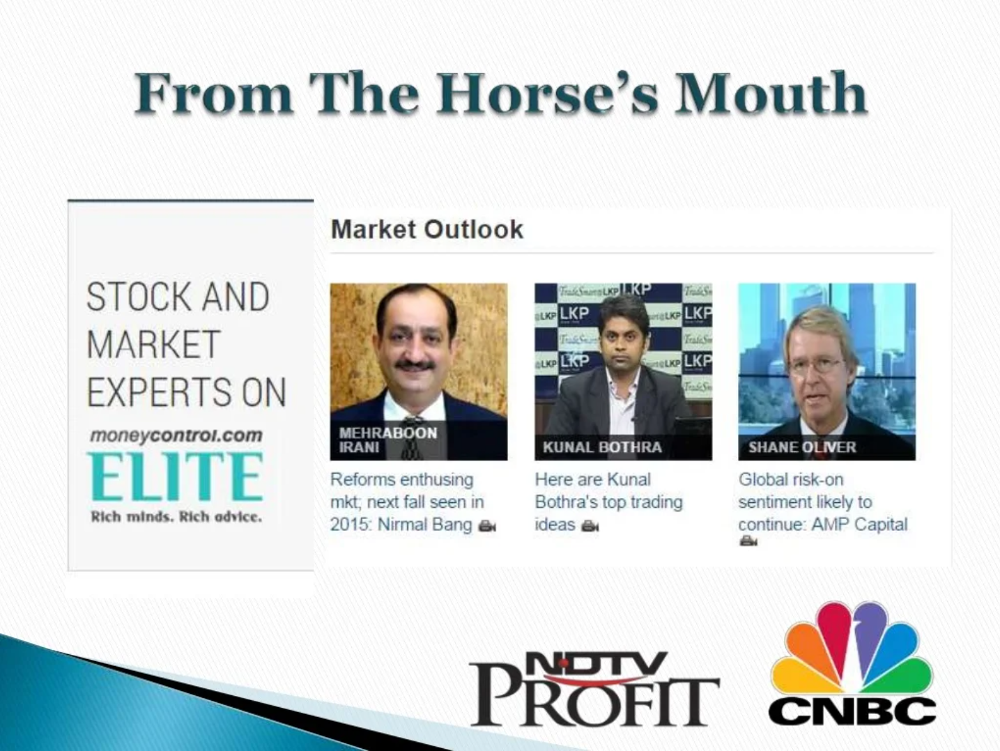 From The Horse’s Mouth
STOCK AND
MARKET
EXPERTS ON
moneycontrol.com
ELITE
Rich minds. Rich advice.
Market Outlook
MEHRABOON
IRANI
Reforms enthusing
mkt; next fall seen in
2015: Nirmal Bang
LKP
LKP
LKP
LKP
KUNAL BOTHRA
Here are Kunal
Bothra's top trading
ideas
SHANE OLIVER
Global risk-on
sentiment likely to
continue: AMP Capital
NDTV
PROFIT
CNBC